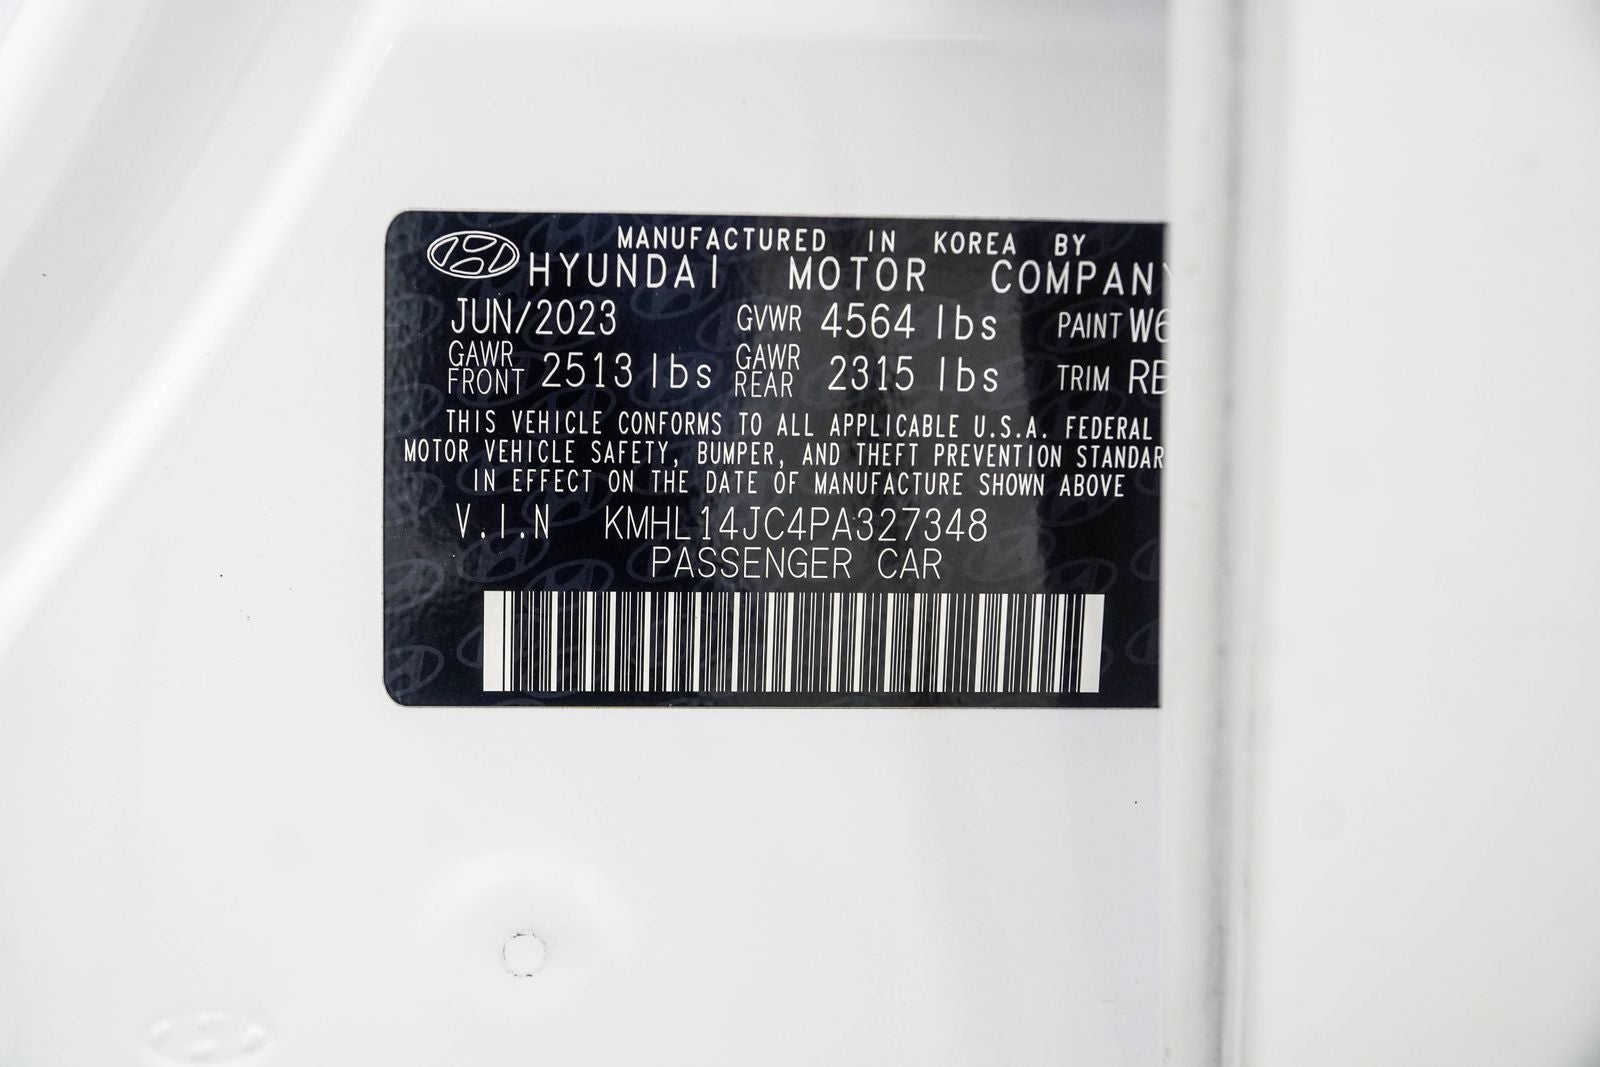 MANUFACTURED IN KOREA BY
HYUNDAI MOTOR COMPANY
JUN/2023 GVWR 4564 lbs PAINT W6
GAWR FRONT 2513 lbs GAWR REAR 2315 lbs TRIM RB
THIS VEHICLE CONFORMS TO ALL APPLICABLE U.S.A. FEDERAL
MOTOR VEHICLE SAFETY, BUMPER, AND THEFT PREVENTION STANDAR
IN EFFECT ON THE DATE OF MANUFACTURE SHOWN ABOVE
V.I.N KMHL14JC4PA327348
PASSENGER CAR